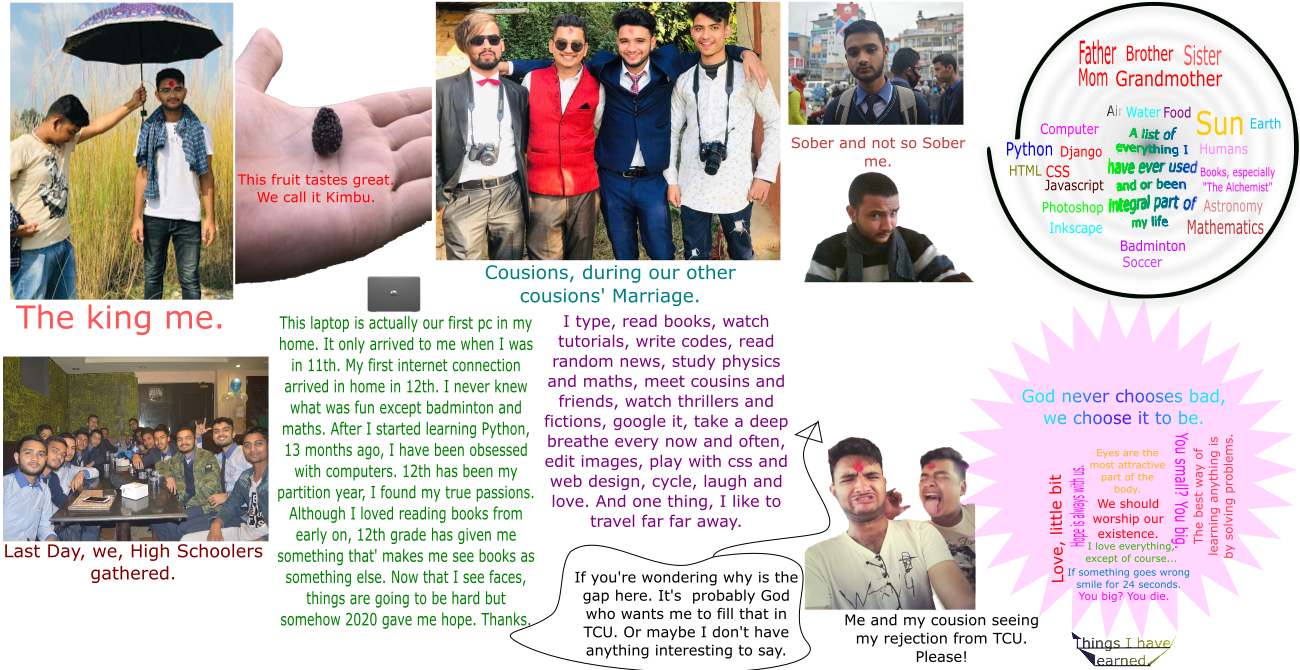 The king me.
This fruit tastes great.
We call it Kimbu.
Cousions, during our other
cousions' Marriage.
Sober and not so Sober
me.
Father Brother Sister
Mom Grandmother
Air Water Food Sun Earth
Computer
Python Django
HTML CSS
Javascript
Photoshop
Inkscape
A list of
everything I
have ever used
and or been
integral part of
my life
Humans
Books, especially
"The Alchemist"
Astronomy
Mathematics
Badminton
Soccer
Last Day, we, High Schoolers
gathered.
This laptop is actually our first pc in my
home. It only arrived to me when I was
in 11th. My first internet connection
arrived in home in 12th. I never knew
what was fun except badminton and
maths. After I started learning Python,
13 months ago, I have been obsessed
with computers. 12th has been my
partition year, I found my true passions.
Although I loved reading books from
early on, 12th grade has given me
something that' makes me see books as
something else. Now that I see faces,
things are going to be hard but
somehow 2020 gave me hope. Thanks.
I type, read books, watch
tutorials, write codes, read
random news, study physics
and maths, meet cousins and
friends, watch thrillers and
fictions, google it, take a deep
breathe every now and often,
edit images, play with css and
web design, cycle, laugh and
love. And one thing, I like to
travel far far away.
If you're wondering why is the
gap here. It's probably God
who wants me to fill that in
TCU. Or maybe I don't have
anything interesting to say.
Me and my cousion seeing
my rejection from TCU.
Please!
God never chooses bad,
we choose it to be.
Love, little bit
Hope is always with us.
Eyes are the
most attractive
part of the
body.
We should
worship our
existence.
I love everything,
except of course...
If something goes wrong
smile for 24 seconds.
You big? You die.
You small? You big.
The best way of
learning anything is
by solving problems.
Things I have
earned.